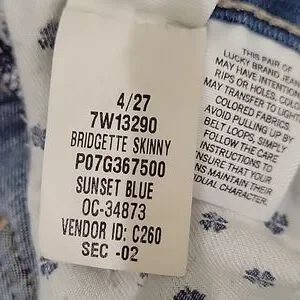 4/27
7W13290
BRIDGETTE SKINNY
P07G367500
SUNSET BLUE
OC-34873
VENDOR ID: C260
SEC -02
THIS PAIR OF
LUCKY BRAND JEANS
MAY HAVE INTENTIONAL
RIPS OR HOLES. COLOR
MAY TRANSFER TO LIGHT
COLORED FABRICS.
AVOID PULLING UP BY
BELT LOOPS. SIMPLY
FOLLOW THE CARE
INSTRUCTIONS TO
ENSURE THAT YOUR
JEANS MAINTAIN
INDIVIDUAL CHARACTER.